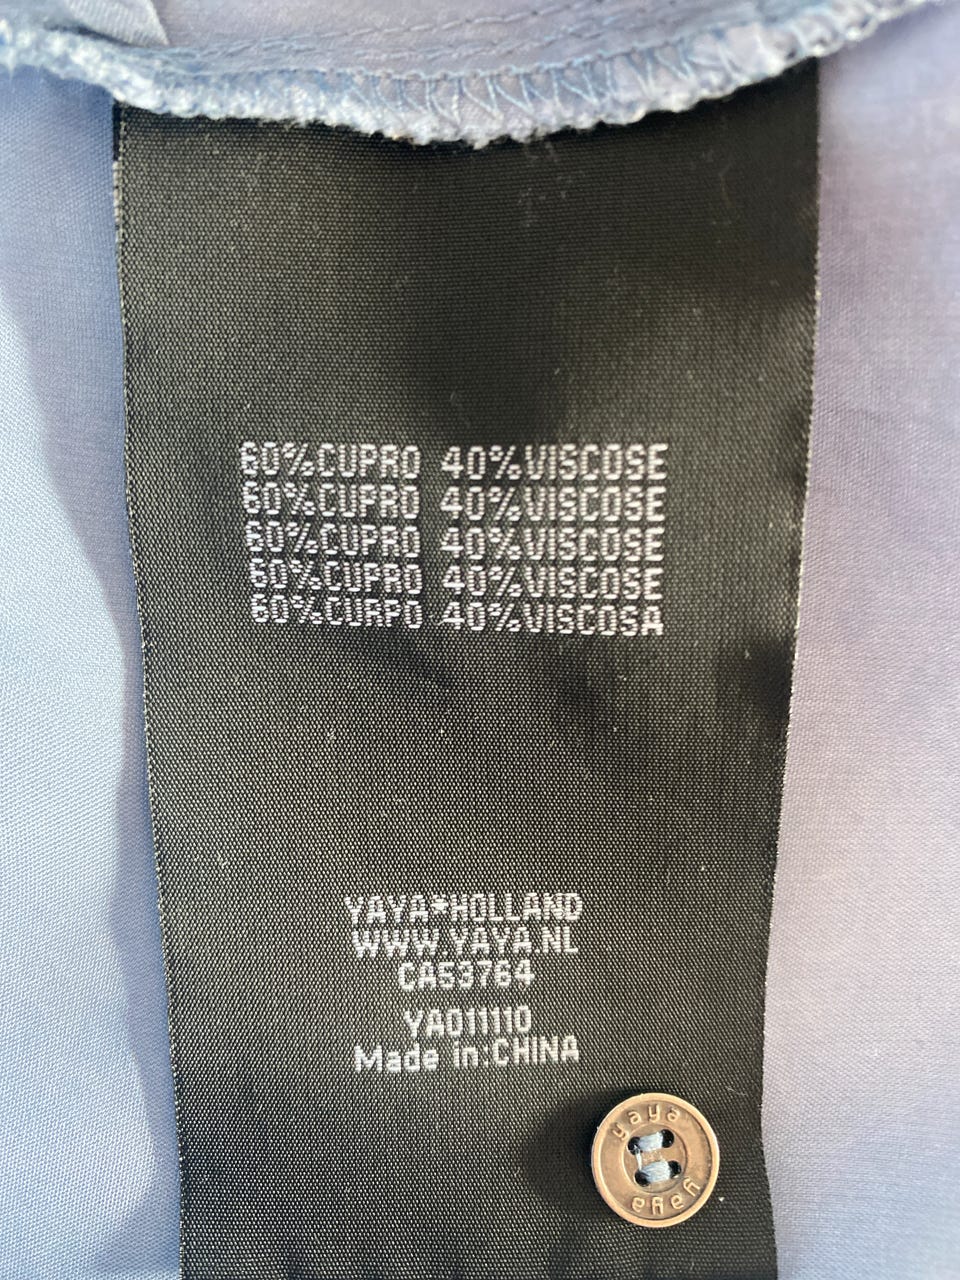 60%CUPRO 40%VISCOSE
60%CUPRO 40%VISCOSE
60%CUPRO 40%VISCOSE
60%CUPRO 40%VISCOSE
60%CURPO 40%VISCOSA
YAYA*HOLLAND
WWW.YAYA.NL
CA53764
YA011110
Made in:CHINA
yaya
yaya